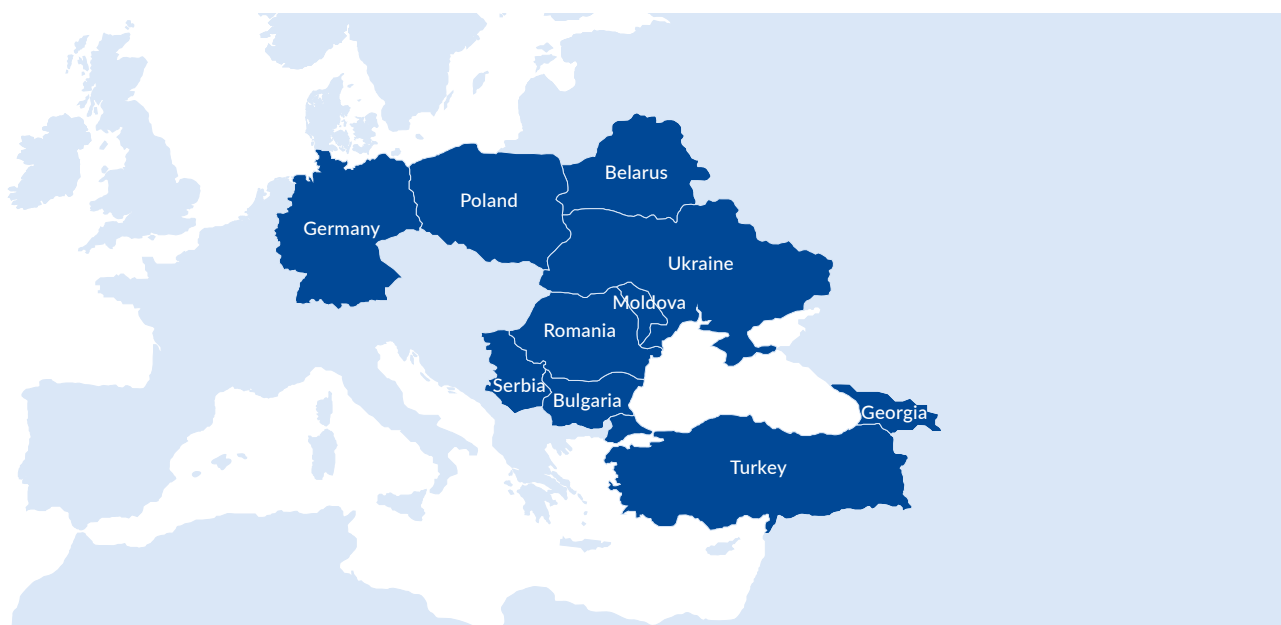 Belarus
Poland
Germany
Ukraine
Moldova
Romania
Serbia
Bulgaria
Georgia
Turkey